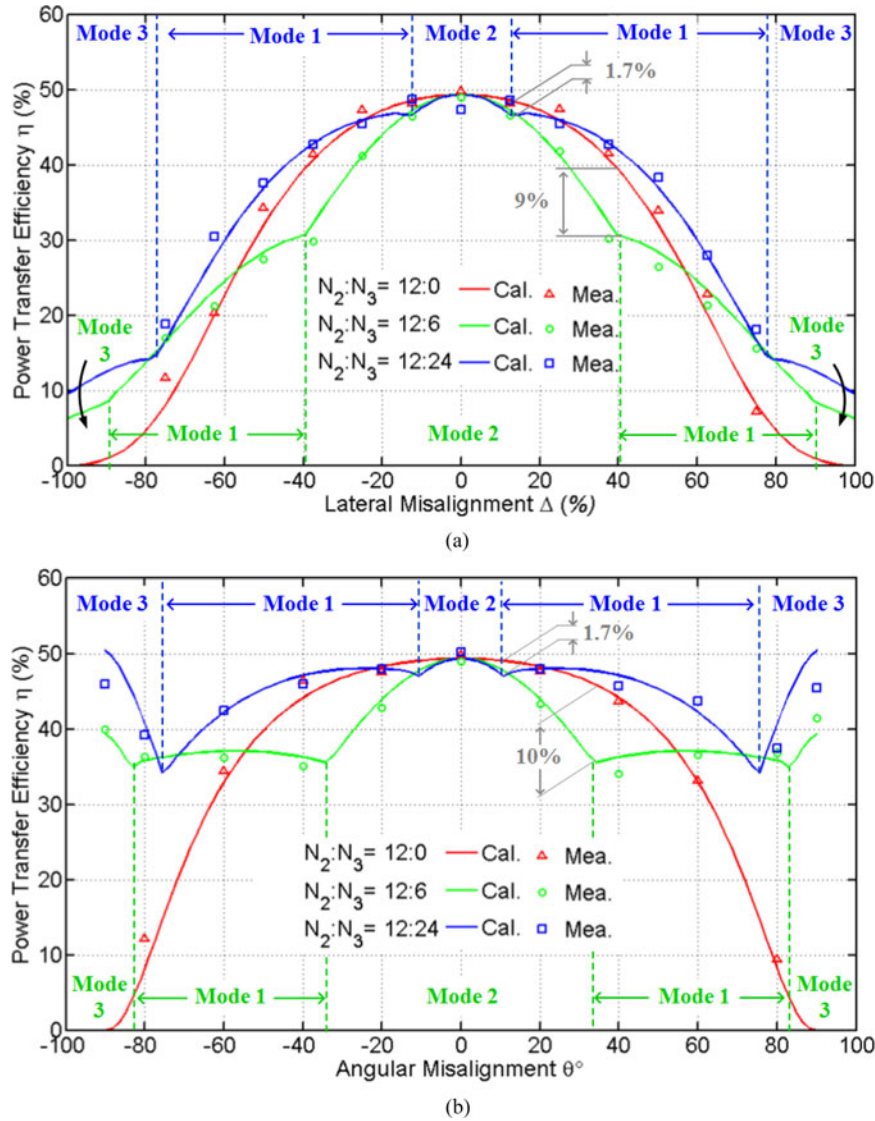 60
Mode 3
Mode 1
Mode 2
Mode 1
Mode 3
1.7%
50
40
9%
30
20
10
0
Power Transfer Efficiency η (%)
N2:N3= 12:0 Cal. Mea.
N2:N3= 12:6 Cal. Mea.
N2:N3= 12:24 Cal. Mea.
Mode
3
Mode
3
Mode 1
Mode 2
Mode 1
-100 -80 -60 -40 -20 0 20 40 60 80 100
Lateral Misalignment Δ (%)
(a)
60
Mode 3
Mode 1
Mode 2
Mode 1
Mode 3
1.7%
50
40
10%
30
20
10
0
Power Transfer Efficiency η (%)
N2:N3= 12:0 Cal. Mea.
N2:N3= 12:6 Cal. Mea.
N2:N3= 12:24 Cal. Mea.
Mode
3
Mode 1
Mode 2
Mode 1
Mode
3
-100 -80 -60 -40 -20 0 20 40 60 80 100
Angular Misalignment θ°
(b)